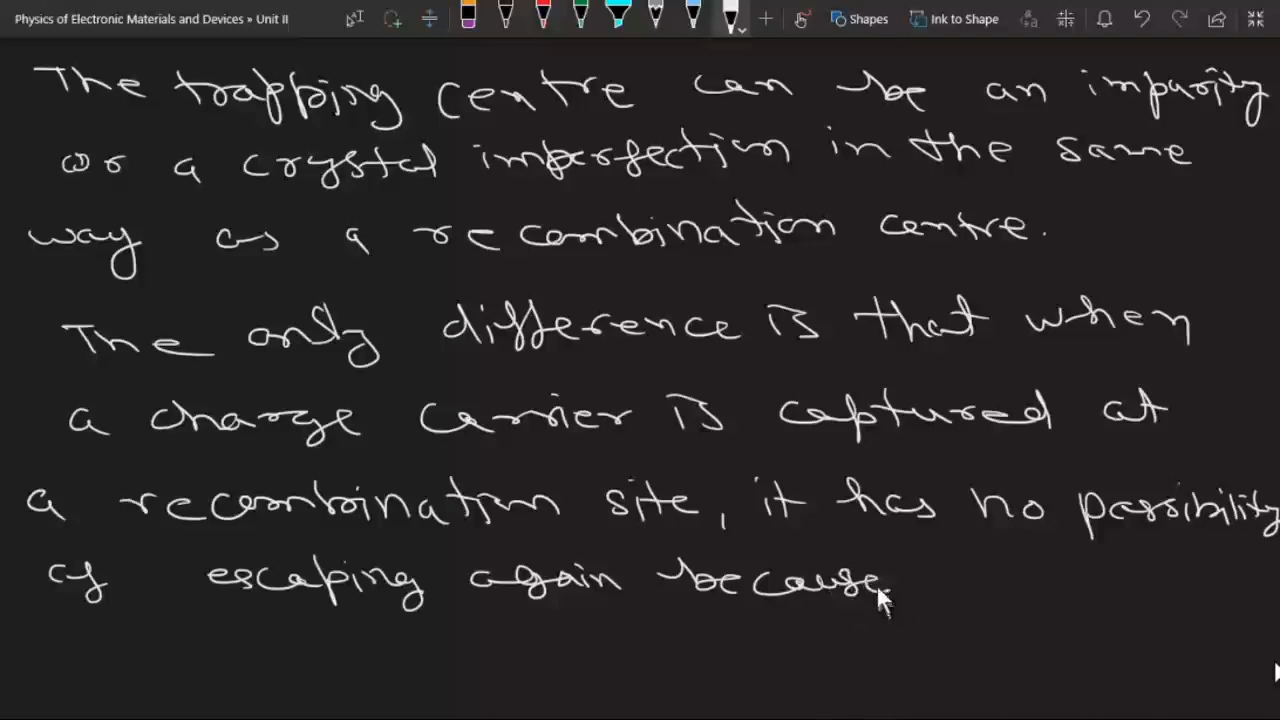 Physics of Electronic Materials and Devices » Unit II
Shapes
Ink to Shape
The trapping centre can be an impurity
or a crystal imperfection in the same
way as a recombination centre.
The only difference is that when
a charge carrier is captured at
a recombination site, it has no possibility
of escaping again because